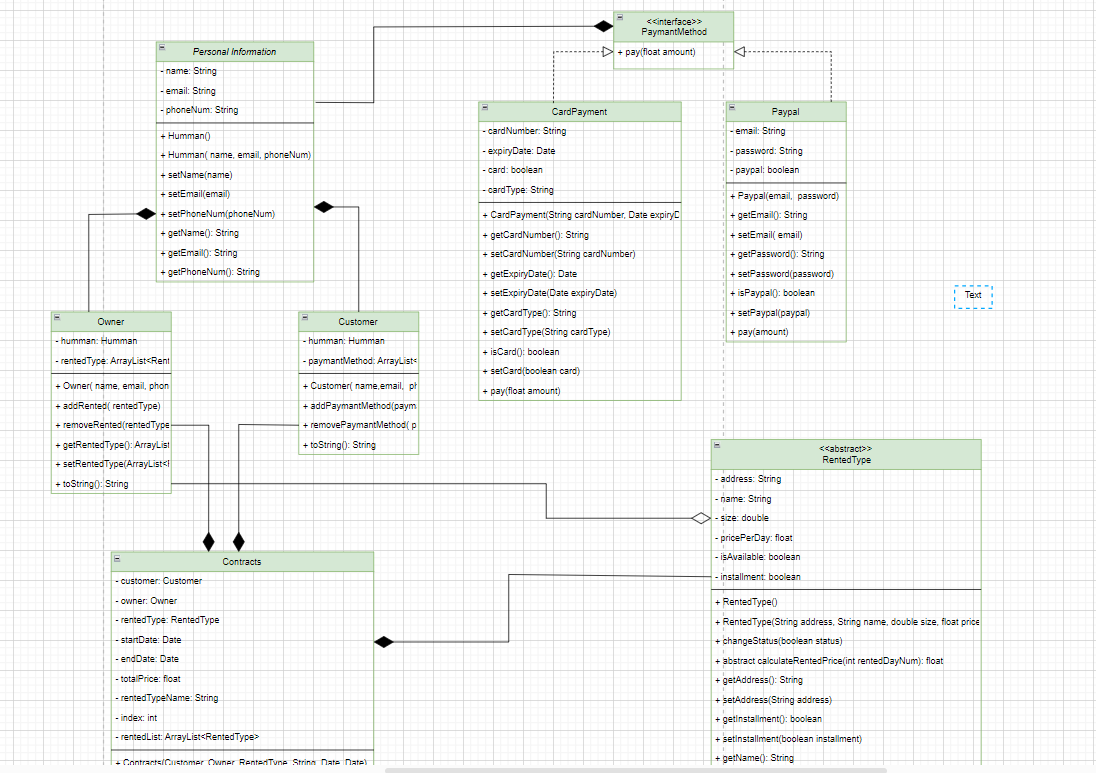 <<interface>>
PaymantMethod
+ pay(float amount)
Personal Information
- name: String
- email: String
- phoneNum: String
+ Humman()
+ Humman( name, email, phoneNum)
+ setName(name)
+ setEmail(email)
+ setPhoneNum(phoneNum)
+ getName(): String
+ getEmail(): String
+ getPhoneNum(): String
CardPayment
- cardNumber: String
- expiryDate: Date
- card: boolean
- cardType: String
+ CardPayment(String cardNumber, Date expiryD
+ getCardNumber(): String
+ setCardNumber(String cardNumber)
+ getExpiryDate(): Date
+ setExpiryDate(Date expiryDate)
+ getCardType(): String
+ setCardType(String cardType)
+ isCard(): boolean
+ setCard(boolean card)
+ pay(float amount)
Paypal
- email: String
- password: String
- paypal: boolean
+ Paypal(email, password)
+ getEmail(): String
+ setEmail( email)
+ getPassword(): String
+ setPassword(password)
+ isPaypal(): boolean
+ setPaypal(paypal)
+ pay(amount)
Text
Owner
- humman: Humman
- rentedType: ArrayList<Rent
+ Owner( name, email, phon
+ addRented( rentedType)
+ removeRented(rentedType
+ getRentedType(): ArrayList
+ setRentedType(ArrayList<
+ toString(): String
Customer
- humman: Humman
- paymantMethod: ArrayList<
+ Customer( name,email, ph
+ addPaymantMethod(paym
+ removePaymantMethod( p
+ toString(): String
<<abstract>>
RentedType
- address: String
- name: String
- size: double
- pricePerDay: float
- isAvailable: boolean
- installment: boolean
+ RentedType()
+ RentedType(String address, String name, double size, float price
+ changeStatus(boolean status)
+ abstract calculateRentedPrice(int rentedDayNum): float
+ getAddress(): String
+ setAddress(String address)
+ getInstallment(): boolean
+ setInstallment(boolean installment)
+ getName(): String
Contracts
- customer: Customer
- owner: Owner
- rentedType: RentedType
- startDate: Date
- endDate: Date
- totalPrice: float
- rentedTypeName: String
- index: int
- rentedList: ArrayList<RentedType>
+ Contracts(Customer, Owner, RentedType, String, Date, Date)